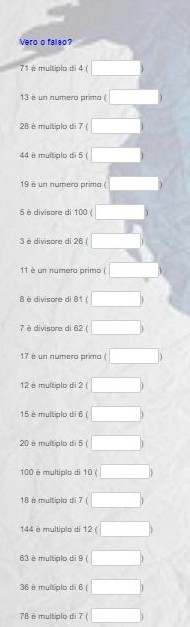 Vero o falso?
71 è multiplo di 4 ( )
13 è un numero primo ( )
28 è multiplo di 7 ( )
44 è multiplo di 5 ( )
19 è un numero primo ( )
5 è divisore di 100 ( )
3 è divisore di 26 ( )
11 è un numero primo ( )
8 è divisore di 81 ( )
7 è divisore di 62 ( )
17 è un numero primo ( )
12 è multiplo di 2 ( )
15 è multiplo di 6 ( )
20 è multiplo di 5 ( )
100 è multiplo di 10 ( )
18 è multiplo di 7 ( )
144 è multiplo di 12 ( )
63 è multiplo di 9 ( )
36 è multiplo di 6 ( )
78 è multiplo di 7 ( )